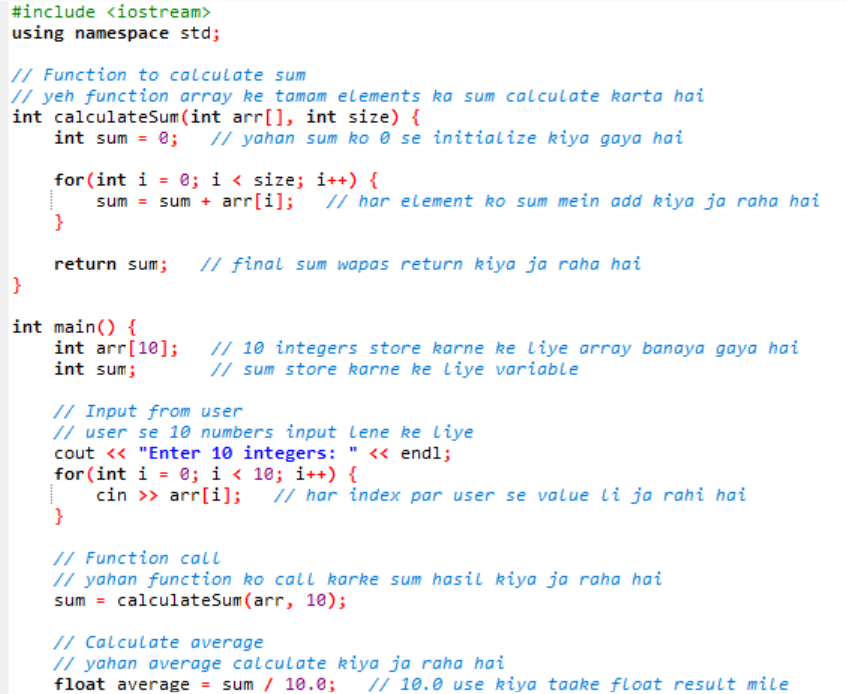 #include <iostream>
using namespace std;
// Function to calculate sum
// yeh function array ke tamam elements ka sum calculate karta hai
int calculateSum(int arr[], int size) {
    int sum = 0;   // yahan sum ko 0 se initialize kiya gaya hai
    for(int i = 0; i < size; i++) {
        sum = sum + arr[i];   // har element ko sum mein add kiya ja raha hai
    }
    return sum;   // final sum wapas return kiya ja raha hai
}
int main() {
    int arr[10];   // 10 integers store karne ke liye array banaya gaya hai
    int sum;       // sum store karne ke liye variable
    // Input from user
    // user se 10 numbers input lene ke liye
    cout << "Enter 10 integers: " << endl;
    for(int i = 0; i < 10; i++) {
        cin >> arr[i];   // har index par user se value li ja rahi hai
    }
    // Function call
    // yahan function ko call karke sum hasil kiya ja raha hai
    sum = calculateSum(arr, 10);
    // Calculate average
    // yahan average calculate kiya ja raha hai
    float average = sum / 10.0;   // 10.0 use kiya taake float result mile